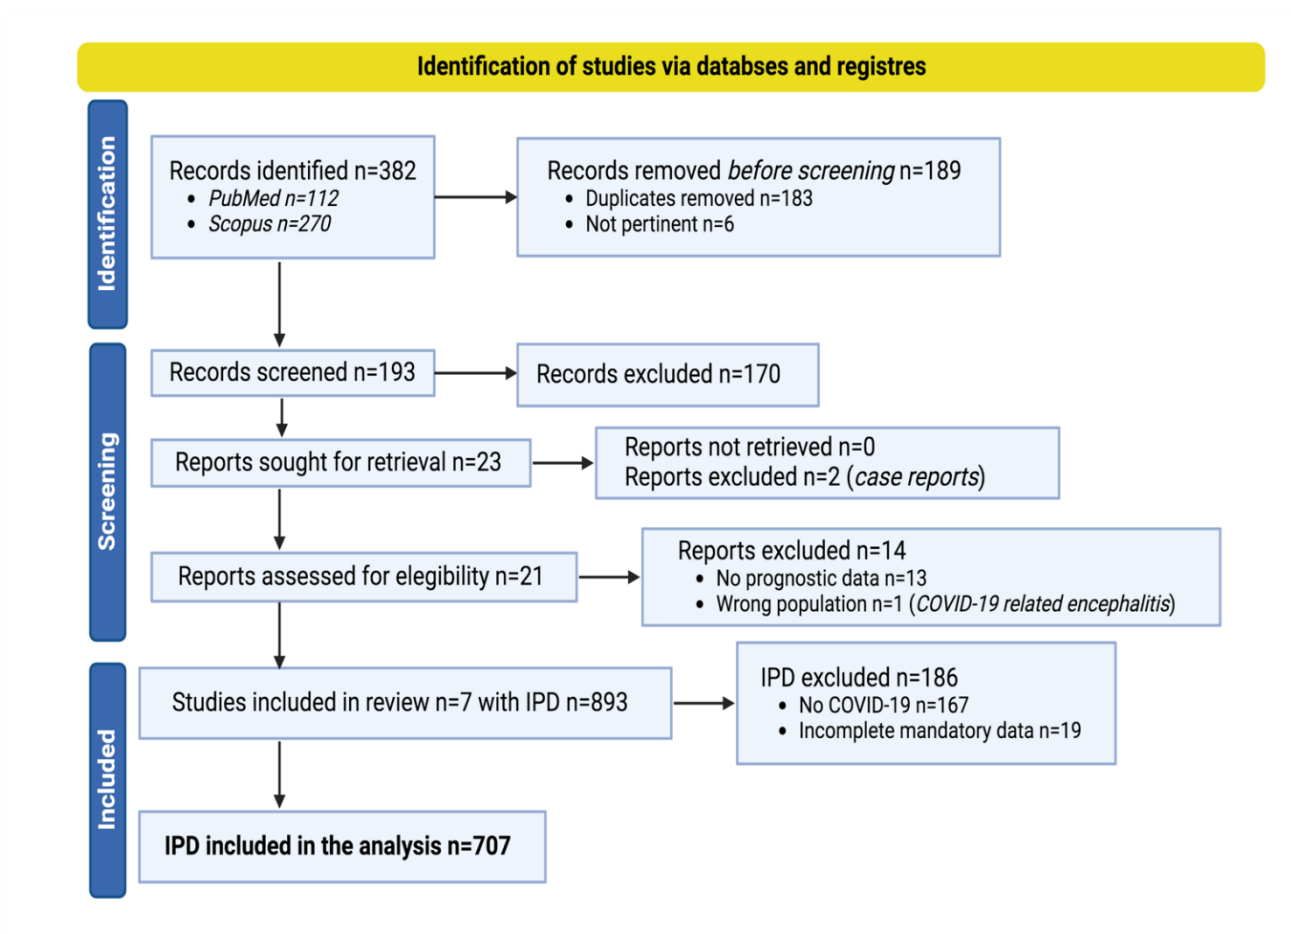 Identification of studies via databses and registres
Identification
Records identified n=382
• PubMed n=112
• Scopus n=270
Records removed before screening n=189
• Duplicates removed n=183
• Not pertinent n=6
Screening
Records screened n=193
Records excluded n=170
Reports sought for retrieval n=23
Reports not retrieved n=0
Reports excluded n=2 (case reports)
Reports assessed for elegibility n=21
Reports excluded n=14
• No prognostic data n=13
• Wrong population n=1 (COVID-19 related encephalitis)
Included
Studies included in review n=7 with IPD n=893
IPD excluded n=186
• No COVID-19 n=167
• Incomplete mandatory data n=19
IPD included in the analysis n=707